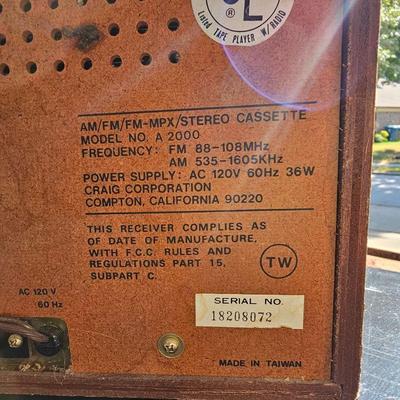 L
®
Listed TAPE PLAYER W/RADIO
AM/FM/FM-MPX/STEREO CASSETTE
MODEL NO. A 2000
FREQUENCY: FM 88-108MHz
AM 535-1605KHz
POWER SUPPLY: AC 120V 60Hz 36W
CRAIG CORPORATION
COMPTON, CALIFORNIA 90220
THIS RECEIVER COMPLIES AS
OF DATE OF MANUFACTURE,
WITH F.C.C. RULES AND
REGULATIONS PART 15,
SUBPART C.
TW
AC 120 V
60 Hz
SERIAL NO.
18208072
MADE IN TAIWAN